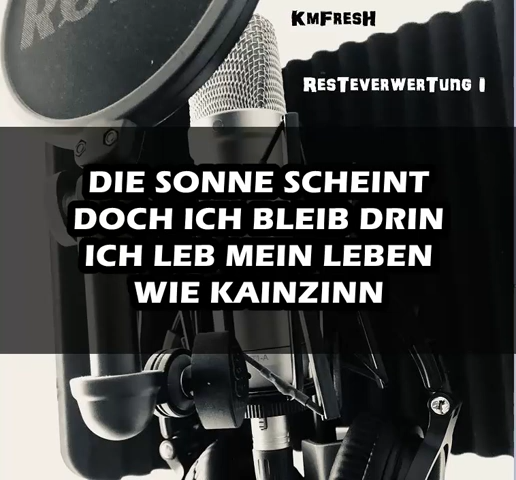 KmFresH
ResTeverwerTung I
DIE SONNE SCHEINT
DOCH ICH BLEIB DRIN
ICH LEB MEIN LEBEN
WIE KAINZINN